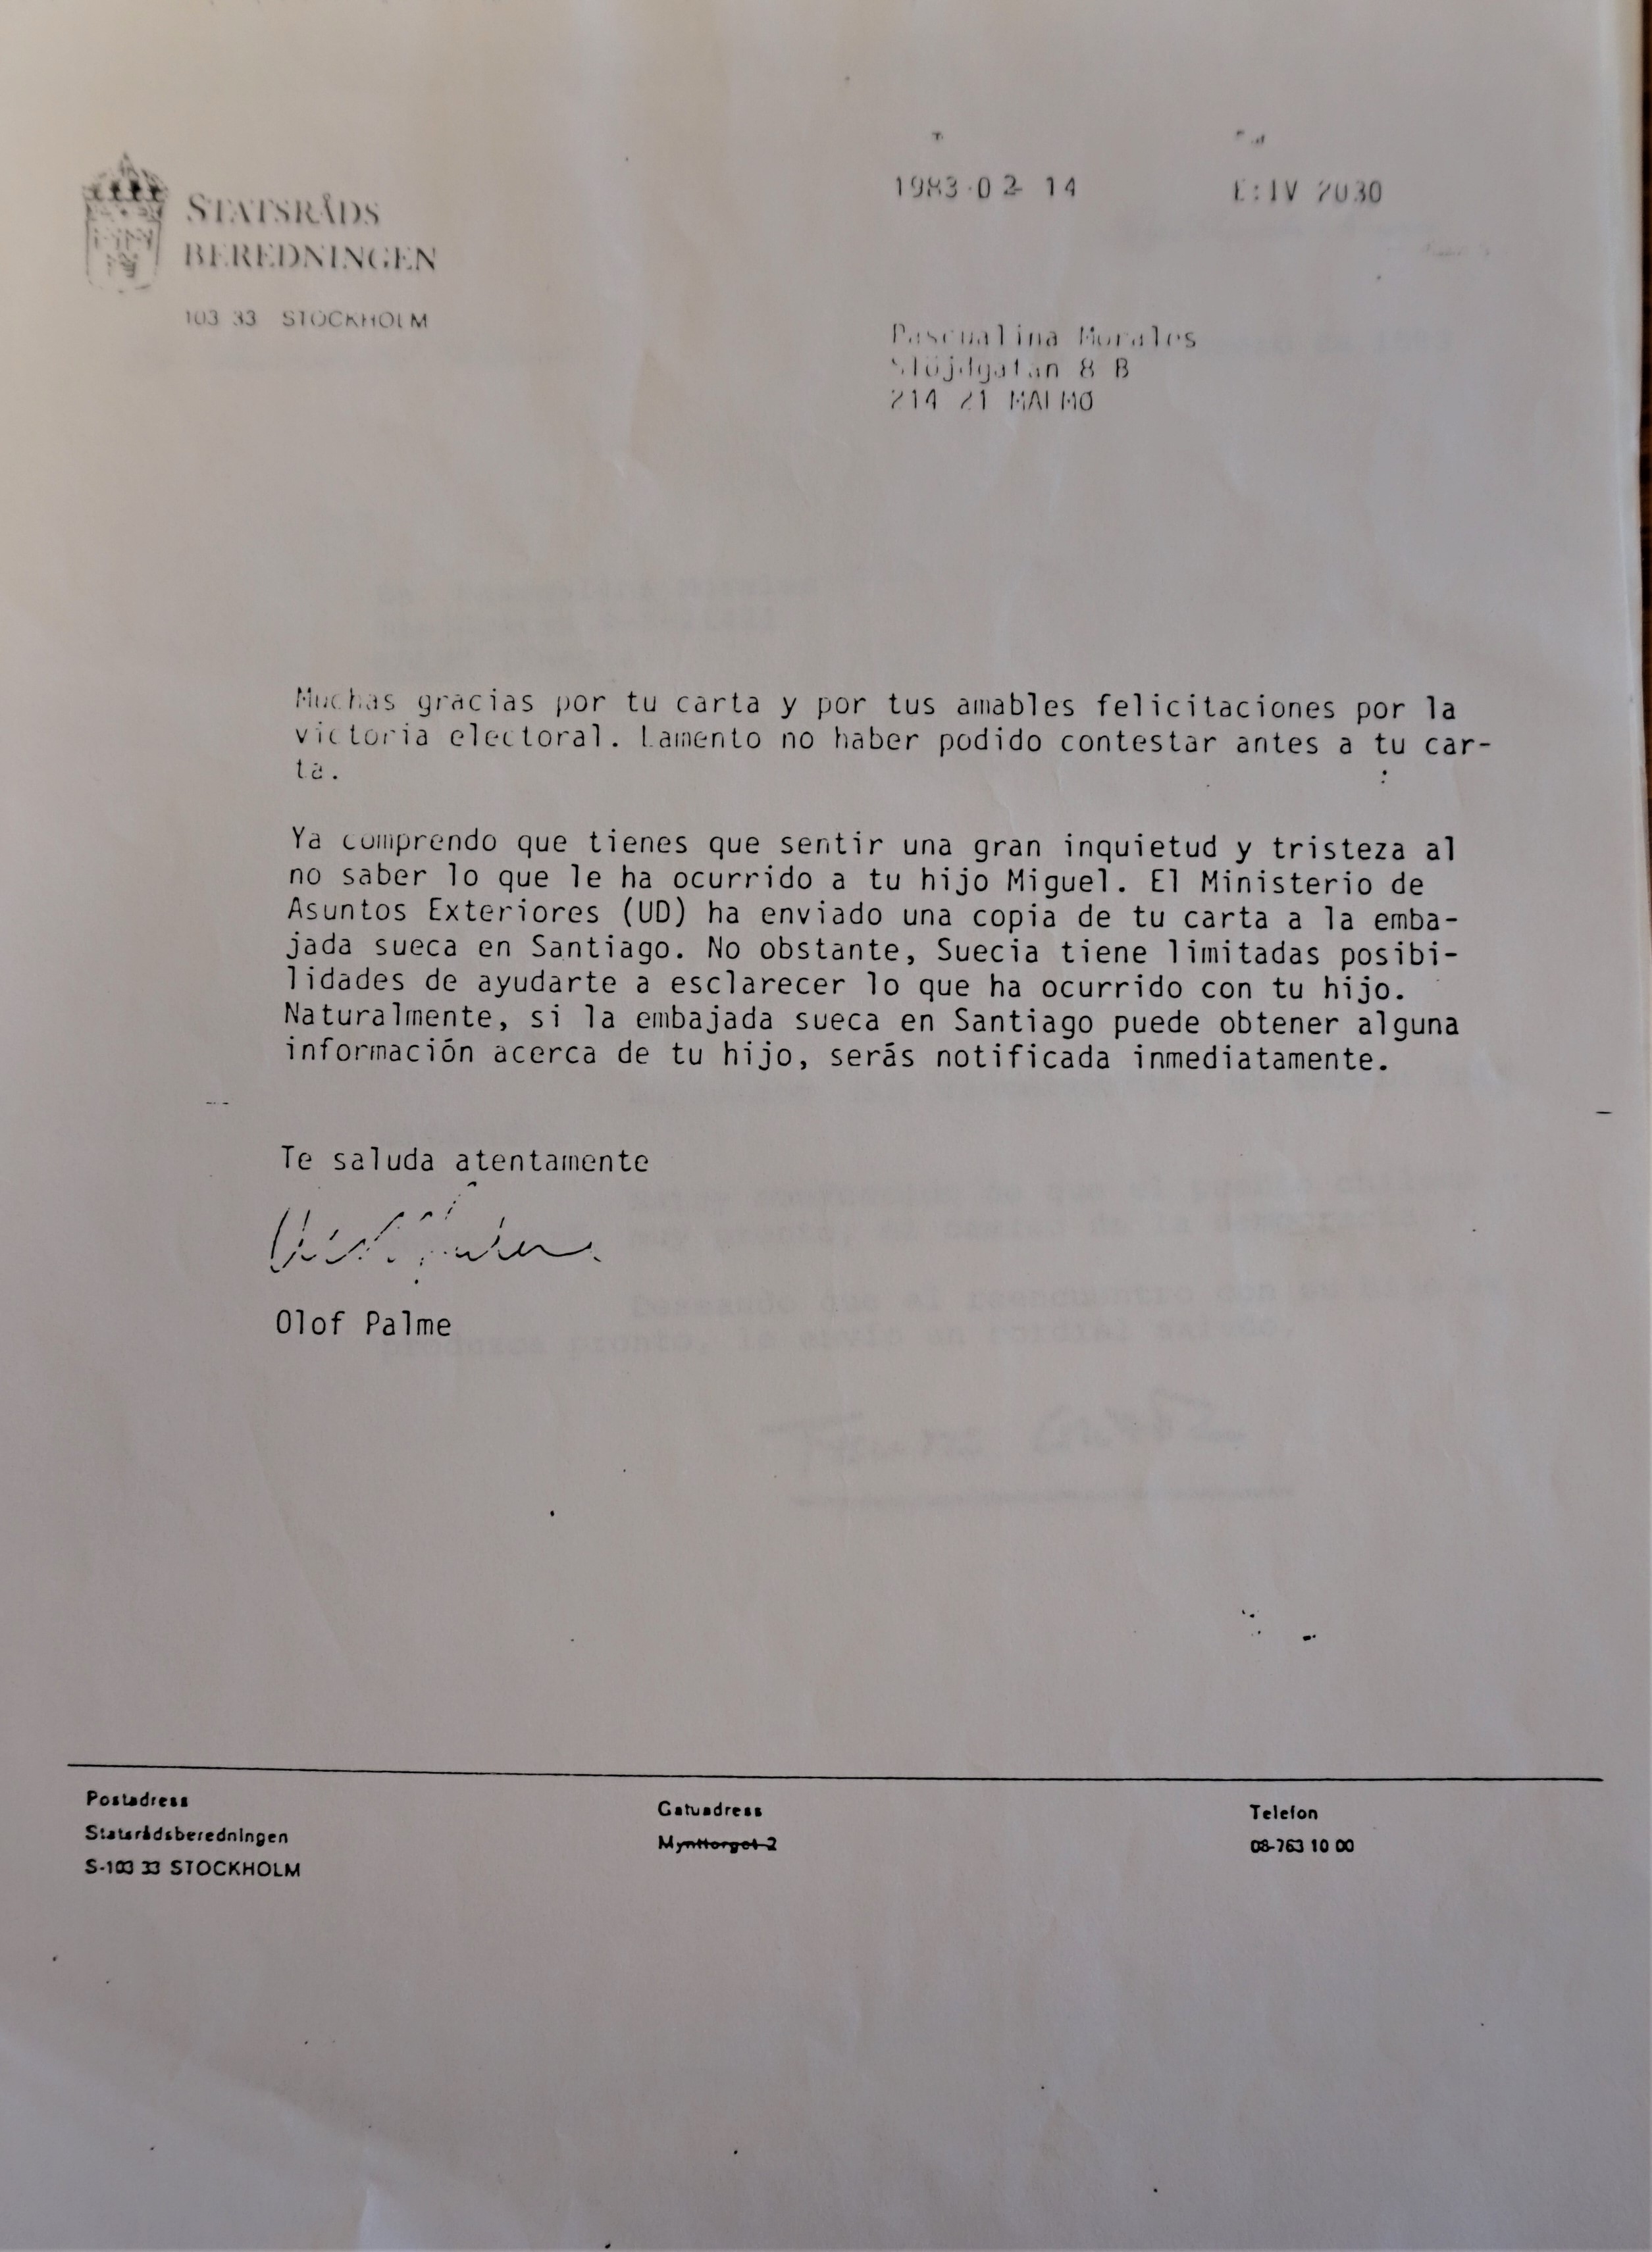 STATSRÅDS
BEREDNINGEN
103 33 STOCKHOLM
1983-02-14
E:IV 2030
Pascualina Morales
Slöjdgatan 8 B
214 21 MALMÖ
Muchas gracias por tu carta y por tus amables felicitaciones por la
victoria electoral. Lamento no haber podido contestar antes a tu car-
ta.
Ya comprendo que tienes que sentir una gran inquietud y tristeza al
no saber lo que le ha ocurrido a tu hijo Miguel. El Ministerio de
Asuntos Exteriores (UD) ha enviado una copia de tu carta a la emba-
jada sueca en Santiago. No obstante, Suecia tiene limitadas posibi-
lidades de ayudarte a esclarecer lo que ha ocurrido con tu hijo.
Naturalmente, si la embajada sueca en Santiago puede obtener alguna
información acerca de tu hijo, serás notificada inmediatamente.
Te saluda atentamente
Olof Palme
Postadress
Statsrådsberedningen
S-103 33 STOCKHOLM
Gatuadress
Mynttorget 2
Telefon
08-763 10 00